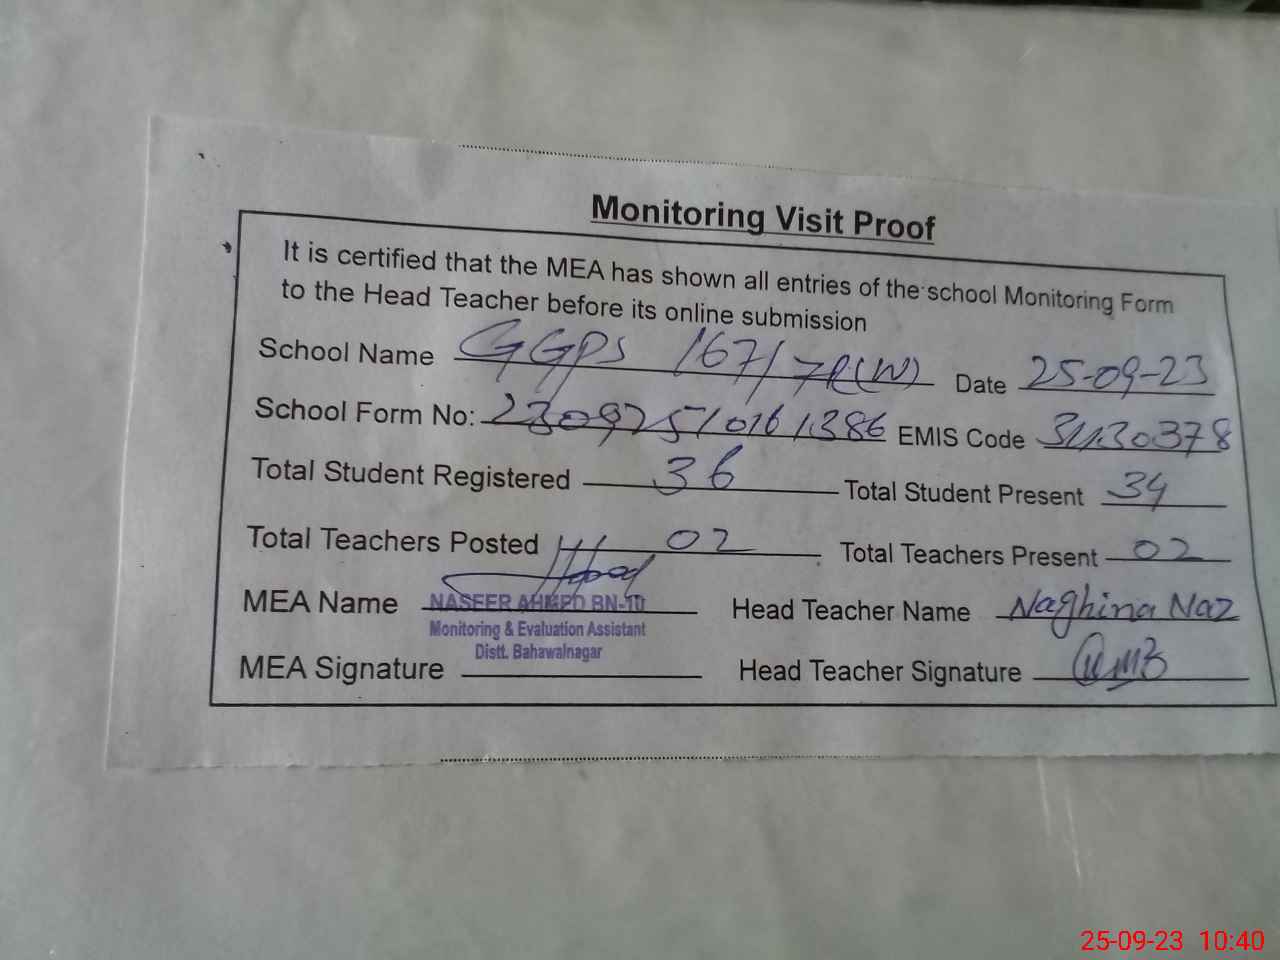 Monitoring Visit Proof
It is certified that the MEA has shown all entries of the school Monitoring Form
to the Head Teacher before its online submission
School Name GGPS 167/7R(W) Date 25-09-23
School Form No: EMIS Code 31130378
Total Student Registered 36 Total Student Present 34
Total Teachers Posted 02 Total Teachers Present 02
MEA Name NASEER AHMED BN-10 Head Teacher Name Naghina Naz
Monitoring & Evaluation Assistant
Distt. Bahawalnagar
MEA Signature Head Teacher Signature
25-09-23 10:40